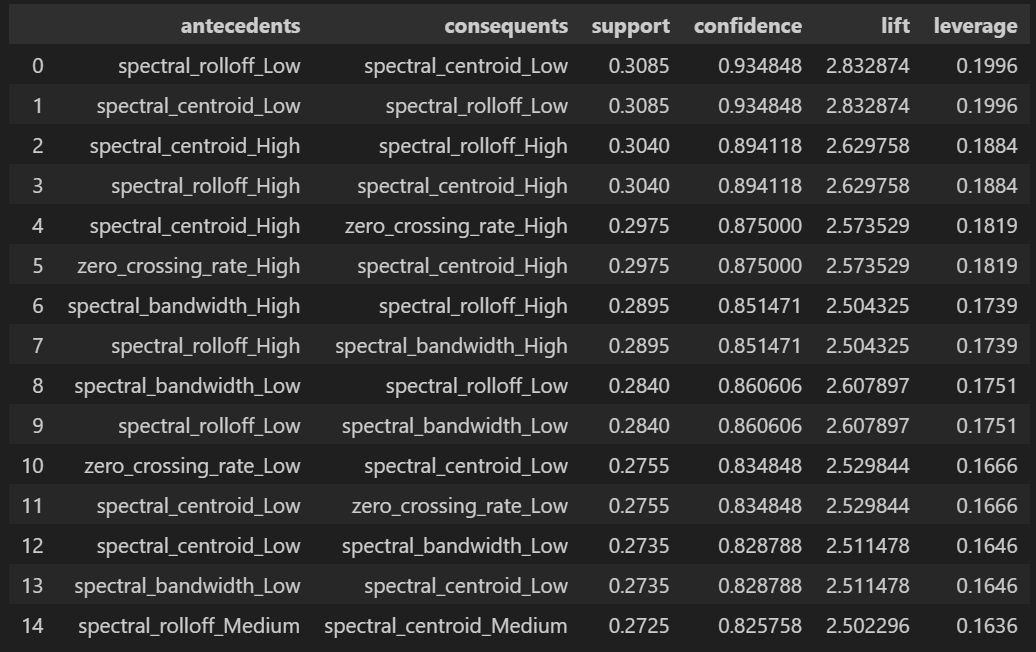 antecedents consequents support confidence lift leverage
0 spectral_rolloff_Low spectral_centroid_Low 0.3085 0.934848 2.832874 0.1996
1 spectral_centroid_Low spectral_rolloff_Low 0.3085 0.934848 2.832874 0.1996
2 spectral_centroid_High spectral_rolloff_High 0.3040 0.894118 2.629758 0.1884
3 spectral_rolloff_High spectral_centroid_High 0.3040 0.894118 2.629758 0.1884
4 spectral_centroid_High zero_crossing_rate_High 0.2975 0.875000 2.573529 0.1819
5 zero_crossing_rate_High spectral_centroid_High 0.2975 0.875000 2.573529 0.1819
6 spectral_bandwidth_High spectral_rolloff_High 0.2895 0.851471 2.504325 0.1739
7 spectral_rolloff_High spectral_bandwidth_High 0.2895 0.851471 2.504325 0.1739
8 spectral_bandwidth_Low spectral_rolloff_Low 0.2840 0.860606 2.607897 0.1751
9 spectral_rolloff_Low spectral_bandwidth_Low 0.2840 0.860606 2.607897 0.1751
10 zero_crossing_rate_Low spectral_centroid_Low 0.2755 0.834848 2.529844 0.1666
11 spectral_centroid_Low zero_crossing_rate_Low 0.2755 0.834848 2.529844 0.1666
12 spectral_centroid_Low spectral_bandwidth_Low 0.2735 0.828788 2.511478 0.1646
13 spectral_bandwidth_Low spectral_centroid_Low 0.2735 0.828788 2.511478 0.1646
14 spectral_rolloff_Medium spectral_centroid_Medium 0.2725 0.825758 2.502296 0.1636